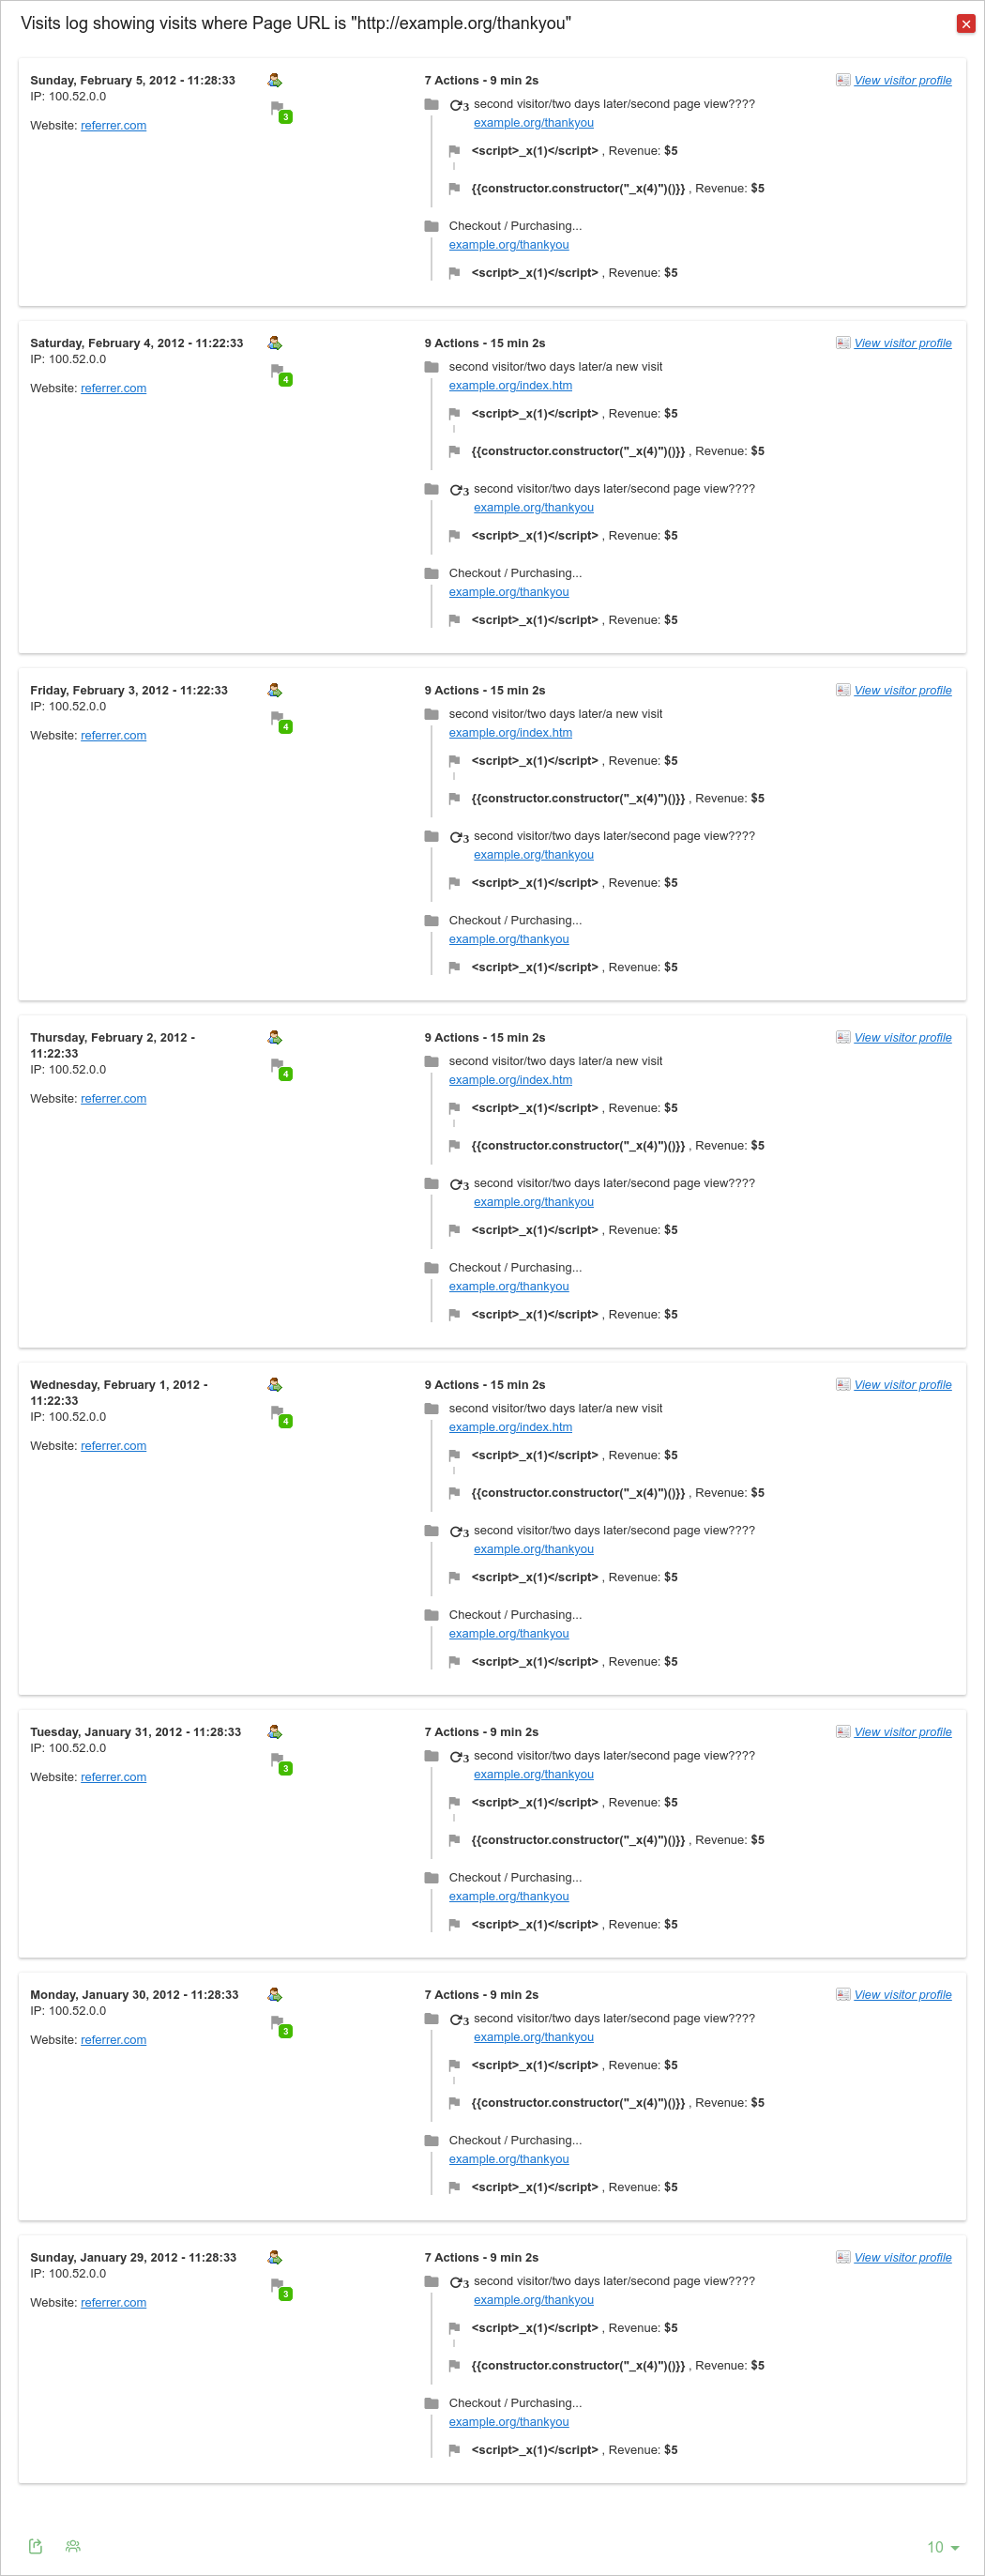 Visits log showing visits where Page URL is "http://example.org/thankyou"
Sunday, February 5, 2012 - 11:28:33
IP: 100.52.0.0
Website: referrer.com
3
7 Actions - 9 min 2s
3 second visitor/two days later/second page view????
example.org/thankyou
<script>_x(1)</script> , Revenue: $5
{{constructor.constructor("_x(4)")()}} , Revenue: $5
Checkout / Purchasing...
example.org/thankyou
<script>_x(1)</script> , Revenue: $5
View visitor profile
Saturday, February 4, 2012 - 11:22:33
IP: 100.52.0.0
Website: referrer.com
4
9 Actions - 15 min 2s
second visitor/two days later/a new visit
example.org/index.htm
<script>_x(1)</script> , Revenue: $5
{{constructor.constructor("_x(4)")()}} , Revenue: $5
3 second visitor/two days later/second page view????
example.org/thankyou
<script>_x(1)</script> , Revenue: $5
Checkout / Purchasing...
example.org/thankyou
<script>_x(1)</script> , Revenue: $5
View visitor profile
Friday, February 3, 2012 - 11:22:33
IP: 100.52.0.0
Website: referrer.com
4
9 Actions - 15 min 2s
second visitor/two days later/a new visit
example.org/index.htm
<script>_x(1)</script> , Revenue: $5
{{constructor.constructor("_x(4)")()}} , Revenue: $5
3 second visitor/two days later/second page view????
example.org/thankyou
<script>_x(1)</script> , Revenue: $5
Checkout / Purchasing...
example.org/thankyou
<script>_x(1)</script> , Revenue: $5
View visitor profile
Thursday, February 2, 2012 -
11:22:33
IP: 100.52.0.0
Website: referrer.com
4
9 Actions - 15 min 2s
second visitor/two days later/a new visit
example.org/index.htm
<script>_x(1)</script> , Revenue: $5
{{constructor.constructor("_x(4)")()}} , Revenue: $5
3 second visitor/two days later/second page view????
example.org/thankyou
<script>_x(1)</script> , Revenue: $5
Checkout / Purchasing...
example.org/thankyou
<script>_x(1)</script> , Revenue: $5
View visitor profile
Wednesday, February 1, 2012 -
11:22:33
IP: 100.52.0.0
Website: referrer.com
4
9 Actions - 15 min 2s
second visitor/two days later/a new visit
example.org/index.htm
<script>_x(1)</script> , Revenue: $5
{{constructor.constructor("_x(4)")()}} , Revenue: $5
3 second visitor/two days later/second page view????
example.org/thankyou
<script>_x(1)</script> , Revenue: $5
Checkout / Purchasing...
example.org/thankyou
<script>_x(1)</script> , Revenue: $5
View visitor profile
Tuesday, January 31, 2012 - 11:28:33
IP: 100.52.0.0
Website: referrer.com
3
7 Actions - 9 min 2s
3 second visitor/two days later/second page view????
example.org/thankyou
<script>_x(1)</script> , Revenue: $5
{{constructor.constructor("_x(4)")()}} , Revenue: $5
Checkout / Purchasing...
example.org/thankyou
<script>_x(1)</script> , Revenue: $5
View visitor profile
Monday, January 30, 2012 - 11:28:33
IP: 100.52.0.0
Website: referrer.com
3
7 Actions - 9 min 2s
3 second visitor/two days later/second page view????
example.org/thankyou
<script>_x(1)</script> , Revenue: $5
{{constructor.constructor("_x(4)")()}} , Revenue: $5
Checkout / Purchasing...
example.org/thankyou
<script>_x(1)</script> , Revenue: $5
View visitor profile
Sunday, January 29, 2012 - 11:28:33
IP: 100.52.0.0
Website: referrer.com
3
7 Actions - 9 min 2s
3 second visitor/two days later/second page view????
example.org/thankyou
<script>_x(1)</script> , Revenue: $5
{{constructor.constructor("_x(4)")()}} , Revenue: $5
Checkout / Purchasing...
example.org/thankyou
<script>_x(1)</script> , Revenue: $5
View visitor profile
10